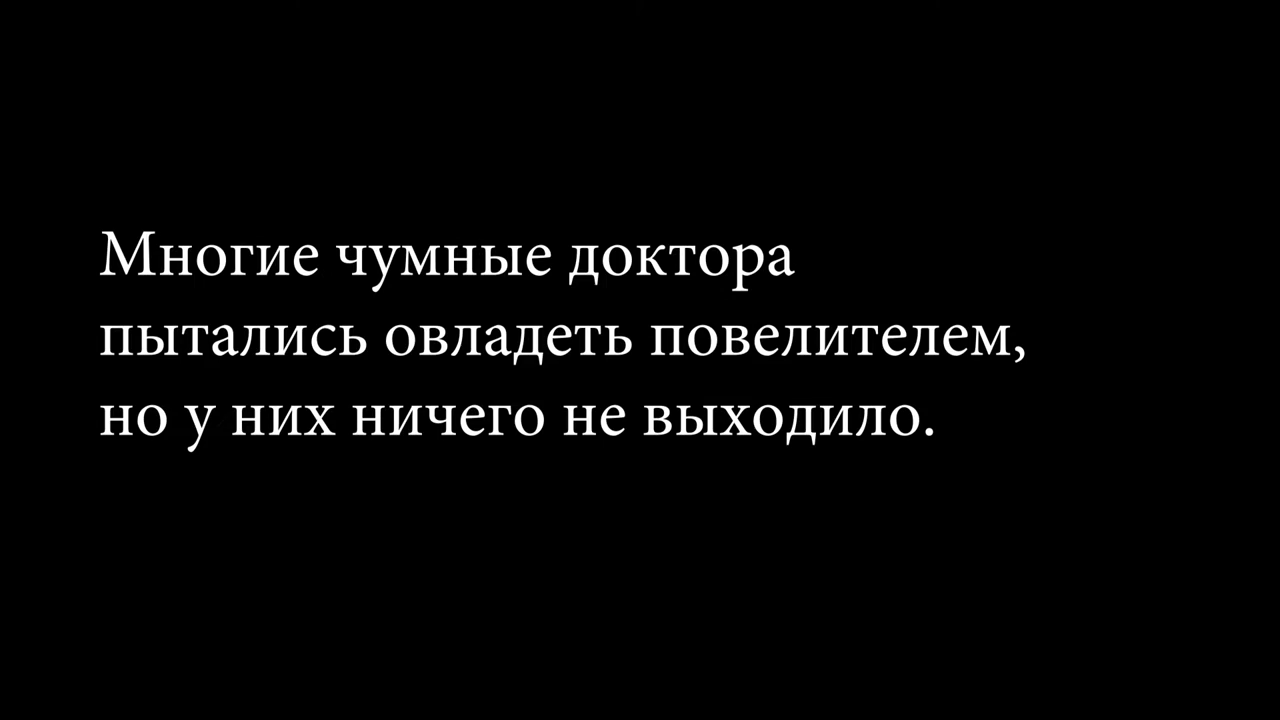 Многие чумные доктора
пытались овладеть повелителем,
но у них ничего не выходило.